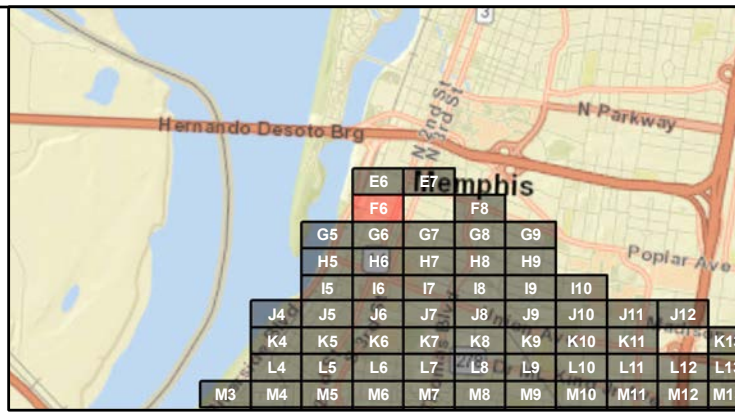 3
N 2nd St
N 3rd St
N Parkway
Hernando Desoto Brg
E6 E7 Memphis
F6 F8
G5 G6 G7 G8 G9
Poplar Ave
H5 H6 H7 H8 H9
I5 I6 I7 I8 I9 I10
J4 J5 J6 J7 J8 J9 J10 J11 J12
K4 K5 K6 K7 K8 K9 K10 K11
L4 L5 L6 L7 L8 L9 L10 L11 L12
M3 M4 M5 M6 M7 M8 M9 M10 M11 M12